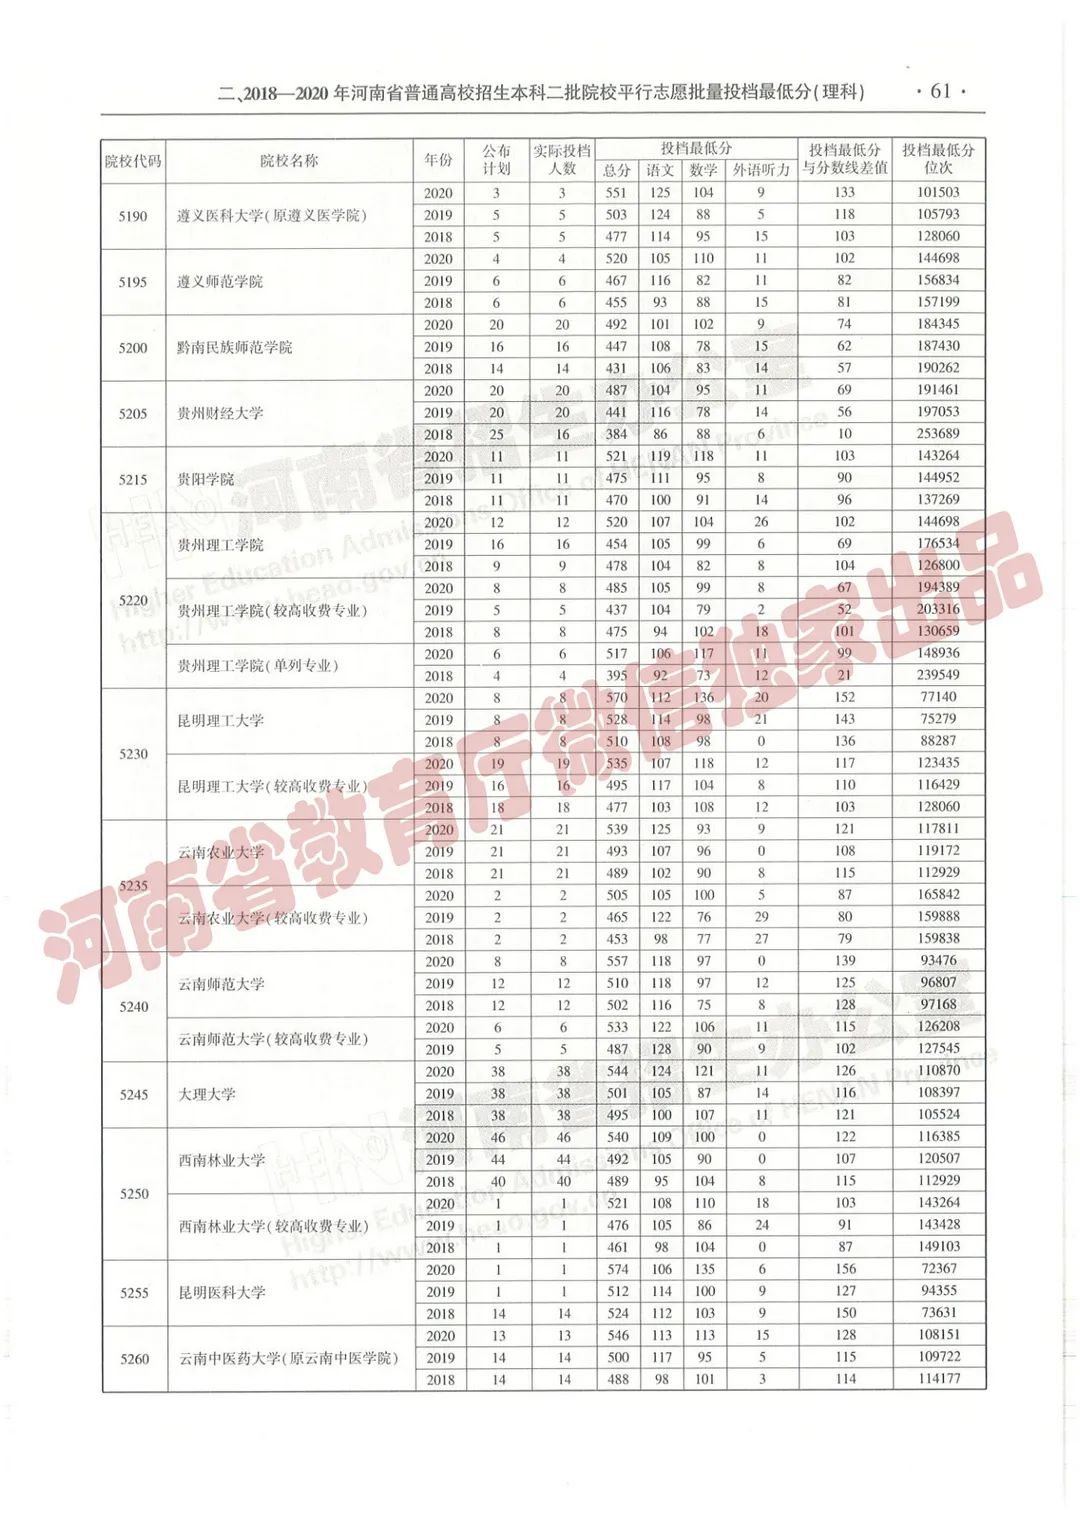 二、2018—2020年河南省普通高校招生本科二批院校平行志愿批量投档最低分(理科) ·61·
院校代码 院校名称 年份 公布计划 实际投档人数 投档最低分 投档最低分与分数线差值 投档最低分位次
总分 语文 数学 外语听力
5190 遵义医科大学(原遵义医学院)
2020 3 3 551 125 104 9 133 101503
2019 5 5 503 124 88 5 118 105793
2018 5 5 477 114 95 15 103 128060
5195 遵义师范学院
2020 4 4 520 105 110 11 102 144698
2019 6 6 467 116 82 11 82 156834
2018 6 6 455 93 88 15 81 157199
5200 黔南民族师范学院
2020 20 20 492 101 102 9 74 184345
2019 16 16 447 108 78 15 62 187430
2018 14 14 431 106 83 14 57 190262
5205 贵州财经大学
2020 20 20 487 104 95 11 69 191461
2019 20 20 441 116 78 14 56 197053
2018 25 16 384 86 88 6 10 253689
5215 贵阳学院
2020 11 11 521 119 118 11 103 143264
2019 11 11 475 111 95 8 90 144952
2018 11 11 470 100 91 14 96 137269
5220 贵州理工学院
2020 12 12 520 107 104 26 102 144698
2019 16 16 454 105 99 6 69 176534
2018 9 9 478 104 82 8 104 126800
贵州理工学院(较高收费专业)
2020 8 8 485 105 99 8 67 194389
2019 5 5 437 104 79 2 52 203316
2018 8 8 475 94 102 18 101 130659
贵州理工学院(单列专业)
2020 6 6 517 106 117 11 99 148936
2018 4 4 395 92 73 12 21 239549
5230 昆明理工大学
2020 8 8 570 112 136 20 152 77140
2019 8 8 528 114 98 21 143 75279
2018 8 8 510 108 98 0 136 88287
昆明理工大学(较高收费专业)
2020 19 19 535 107 118 12 117 123435
2019 16 16 495 117 104 8 110 116429
2018 18 18 477 103 108 12 103 128060
5235 云南农业大学
2020 21 21 539 125 93 9 121 117811
2019 21 21 493 107 96 0 108 119172
2018 21 21 489 102 90 8 115 112929
云南农业大学(较高收费专业)
2020 2 2 505 105 100 5 87 165842
2019 2 2 465 122 76 29 80 159888
2018 2 2 453 98 77 27 79 159838
5240 云南师范大学
2020 8 8 557 118 97 0 139 93476
2019 12 12 510 118 97 12 125 96807
2018 12 12 502 116 75 8 128 97168
云南师范大学(较高收费专业)
2020 6 6 533 122 106 11 115 126208
2019 5 5 487 128 90 9 102 127545
5245 大理大学
2020 38 38 544 124 121 11 126 110870
2019 38 38 501 105 87 14 116 108397
2018 38 38 495 100 107 11 121 105524
5250 西南林业大学
2020 46 46 540 109 100 0 122 116385
2019 44 44 492 105 90 0 107 120507
2018 40 40 489 95 104 8 115 112929
西南林业大学(较高收费专业)
2020 1 1 521 108 110 18 103 143264
2019 1 1 476 105 86 24 91 143428
2018 1 1 461 98 104 0 87 149103
5255 昆明医科大学
2020 1 1 574 106 135 6 156 72367
2019 1 1 512 114 100 9 127 94355
2018 14 14 524 112 103 9 150 73631
5260 云南中医药大学(原云南中医学院)
2020 13 13 546 113 113 15 128 108151
2019 14 14 500 117 95 5 115 109722
2018 14 14 488 98 101 3 114 114177
河南省招生办公室
Higher Education Admissions Office of HENAN Province
http://www.heao.gov.cn
河南省教育厅微信独家出品
河南省招生办公室
Higher Education Admissions Office of HENAN Province
http://www.heao.gov.cn